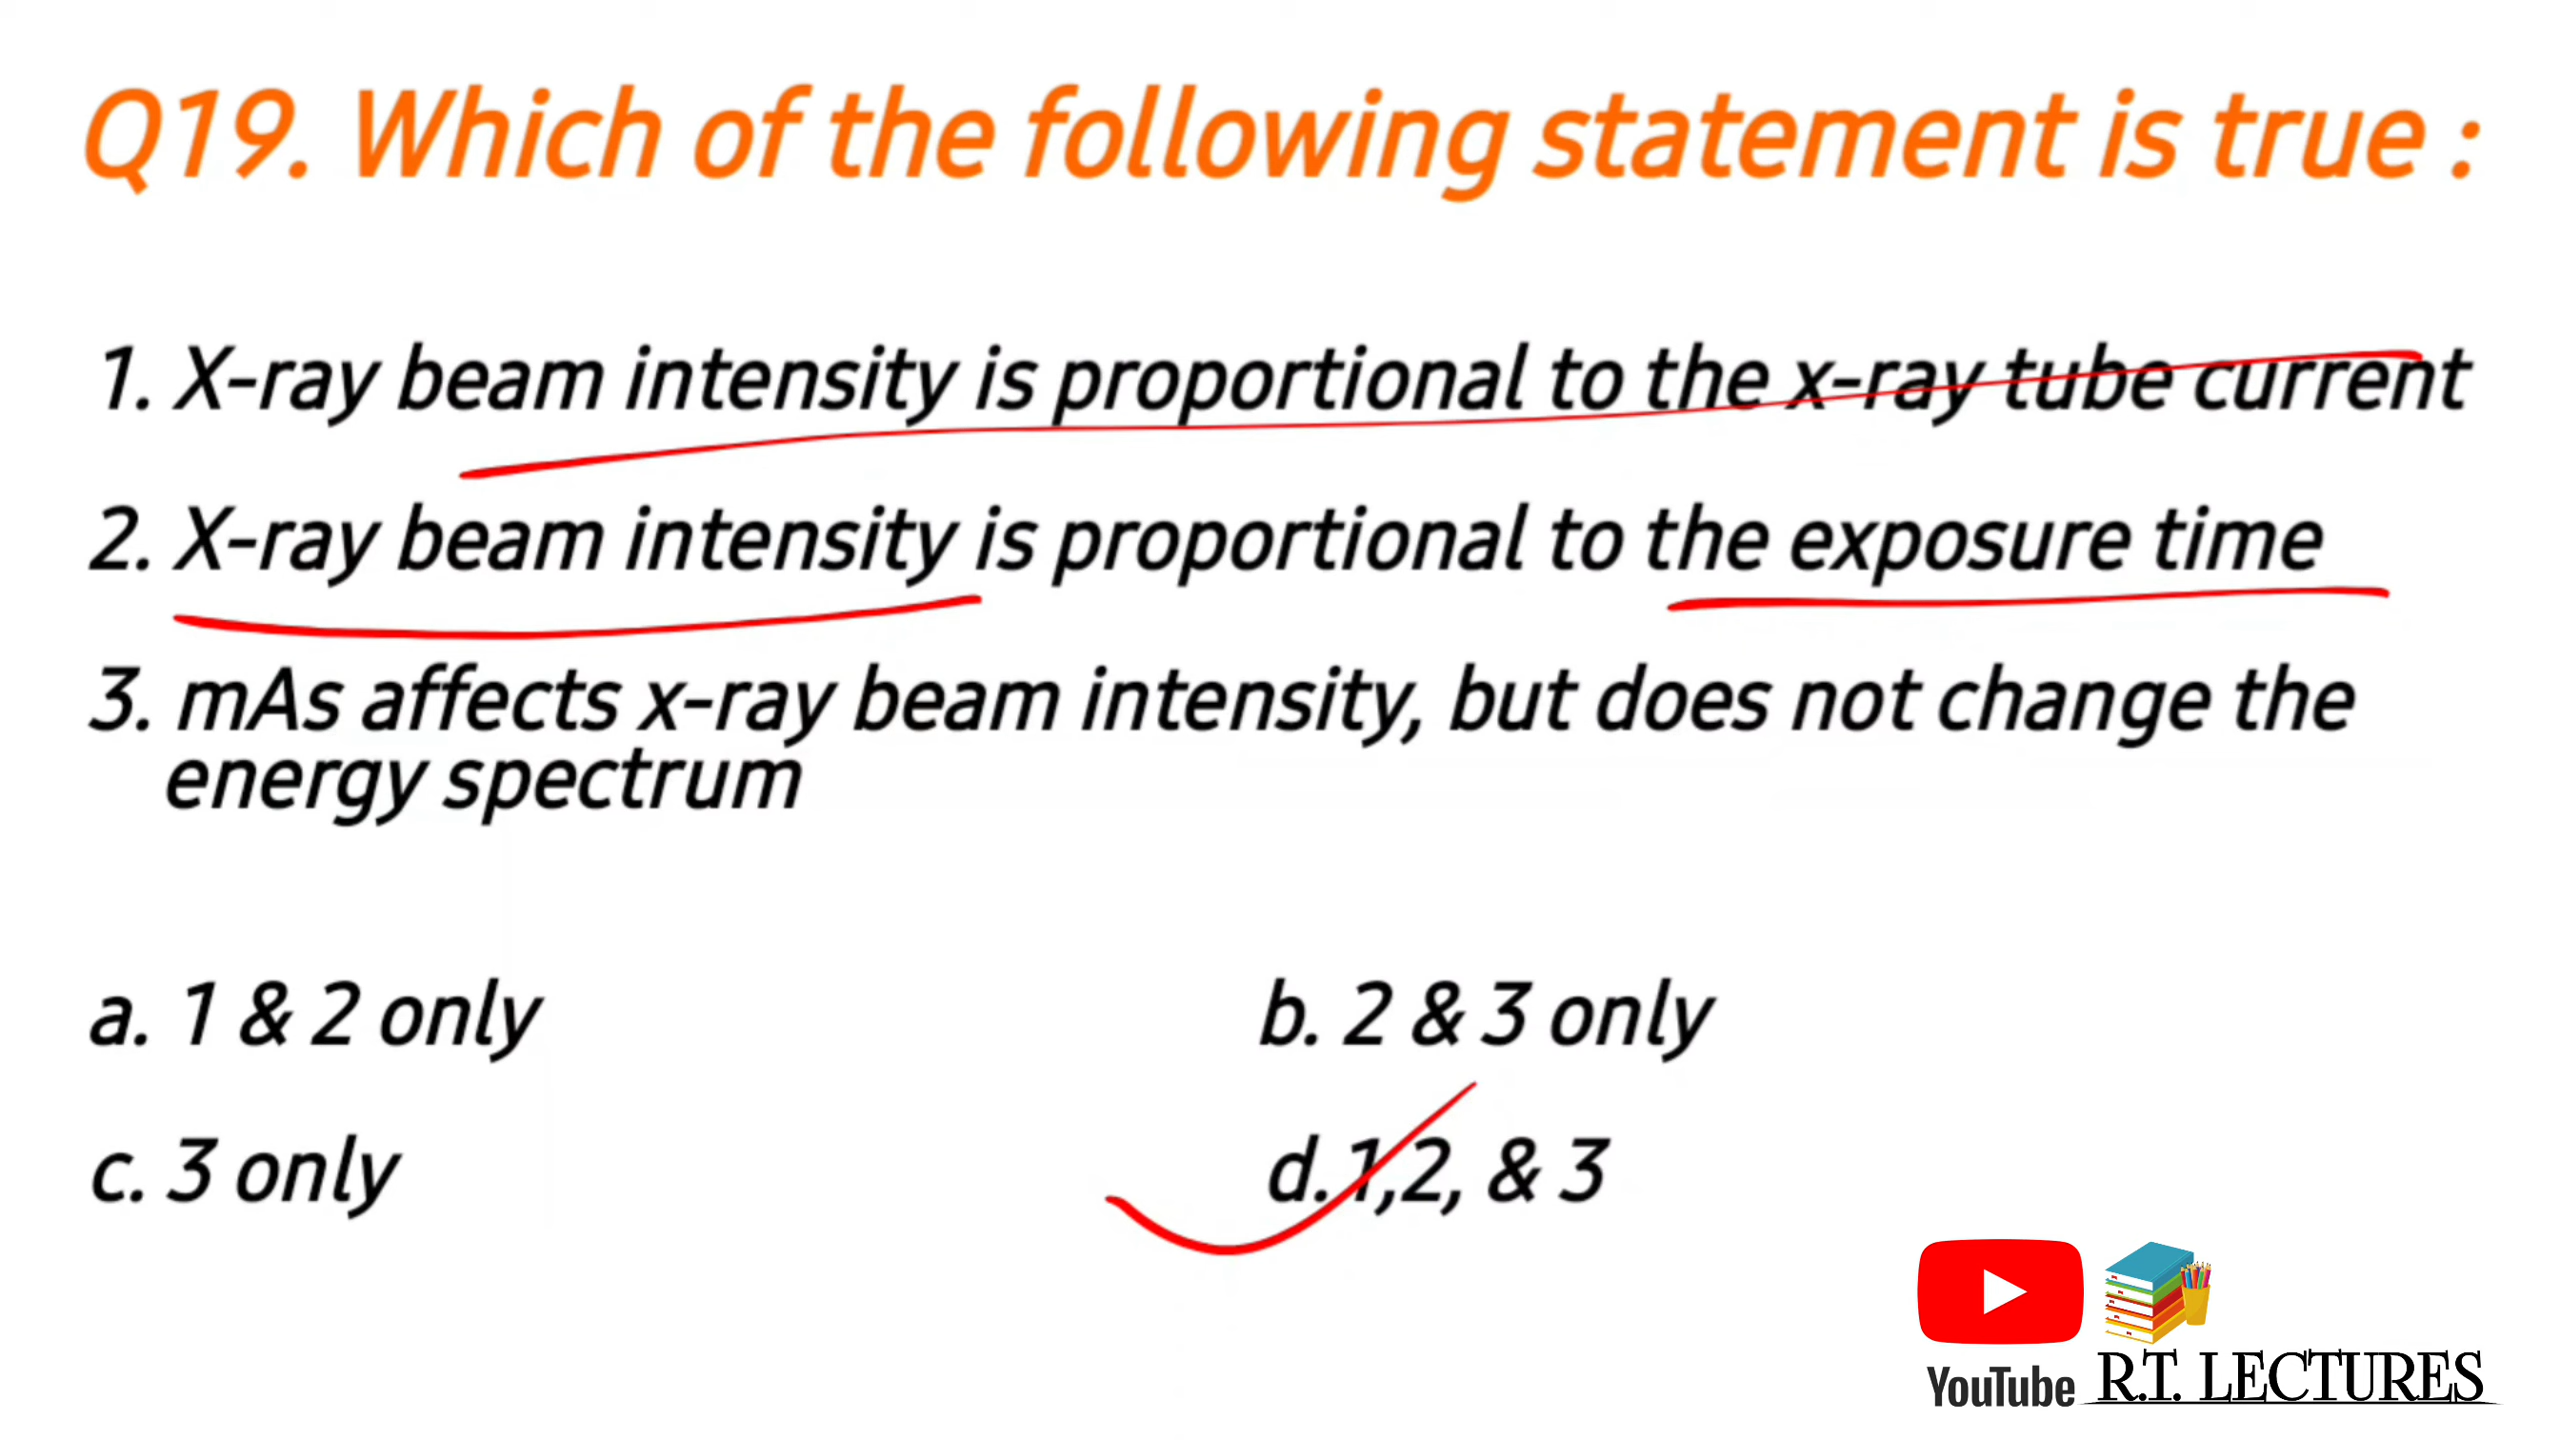 Q19. Which of the following statement is true :
1. X-ray beam intensity is proportional to the x-ray tube current
2. X-ray beam intensity is proportional to the exposure time
3. mAs affects x-ray beam intensity, but does not change the
energy spectrum
a. 1 & 2 only
b. 2 & 3 only
c. 3 only
d.1,2, & 3
YouTube R.T. LECTURES